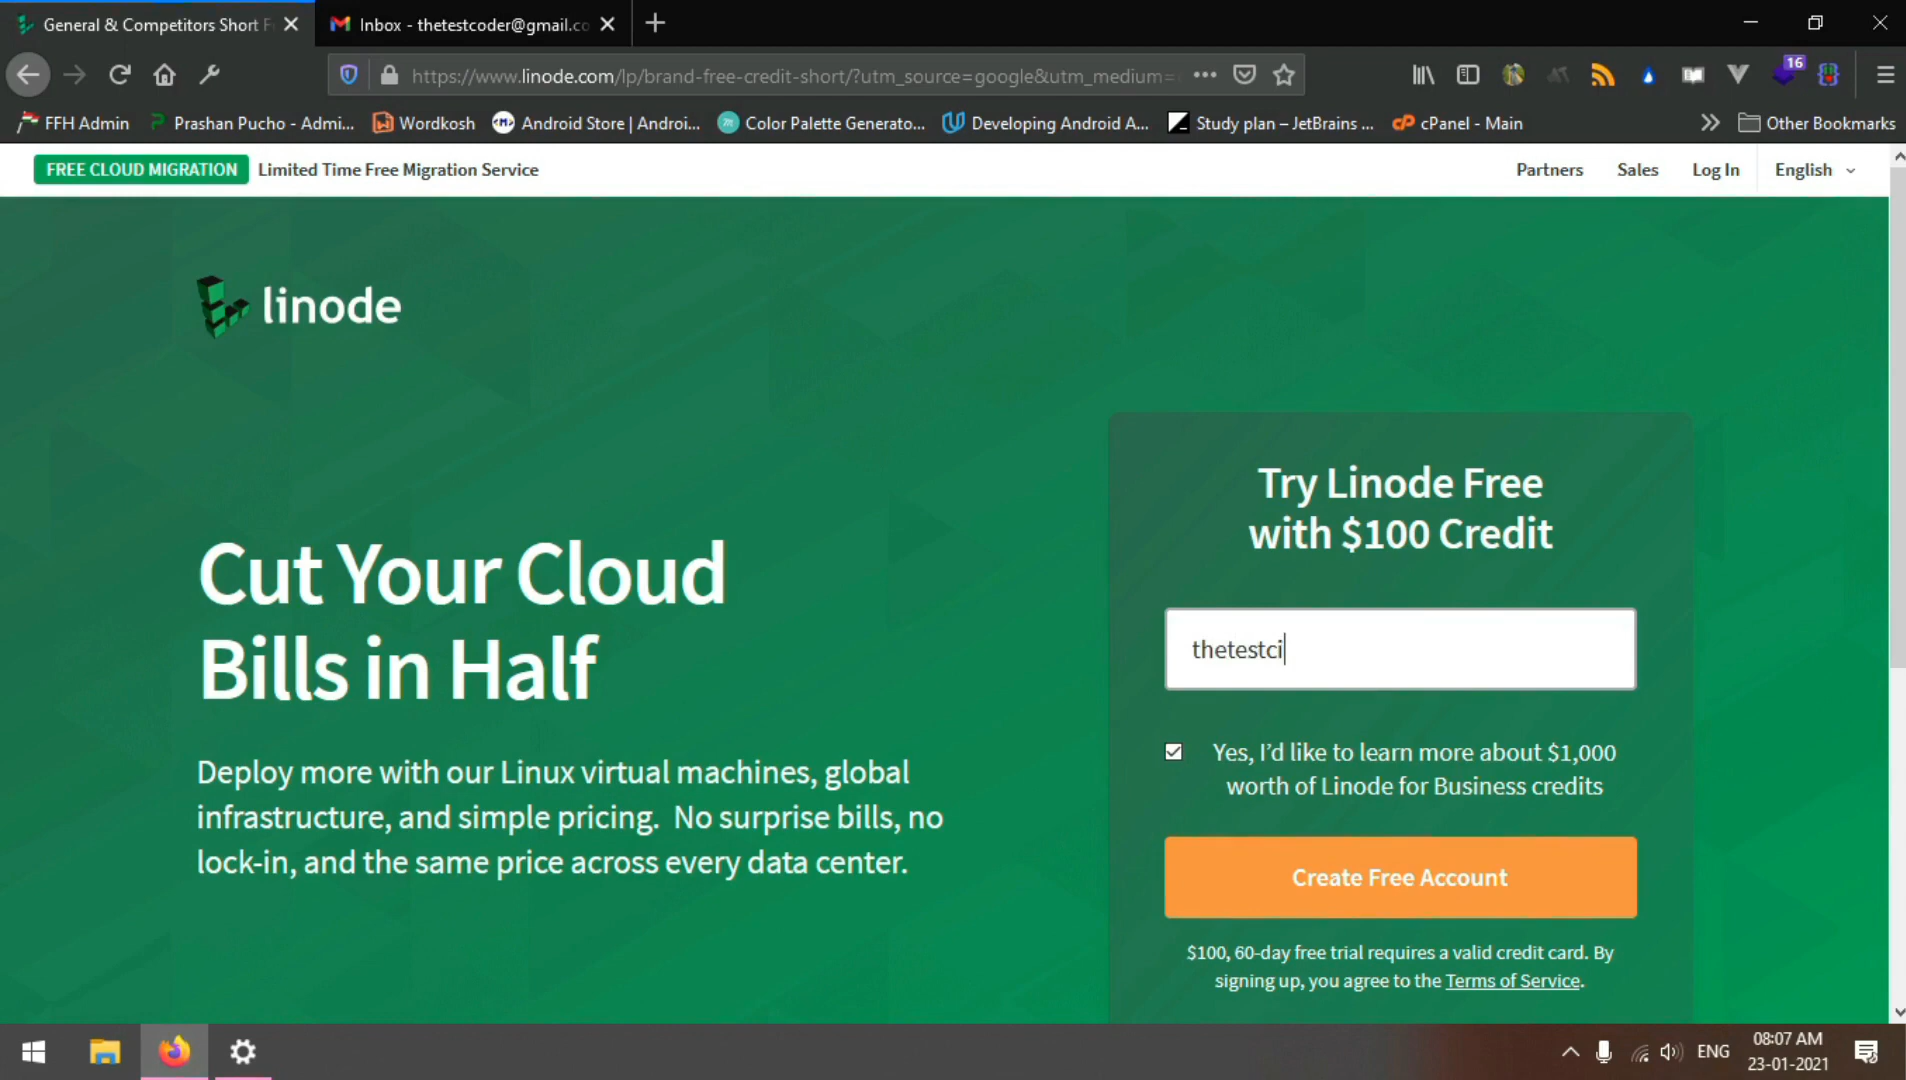 General & Competitors Short F
Inbox - thetestcoder@gmail.co
https://www.linode.com/lp/brand-free-credit-short/?utm_source=google&utm_medium=
16
FFH Admin
Prashan Pucho - Admi...
Wordkosh
Android Store | Androi...
Color Palette Generato...
Developing Android A...
Study plan – JetBrains ...
cPanel - Main
Other Bookmarks
FREE CLOUD MIGRATION Limited Time Free Migration Service
Partners
Sales
Log In
English
linode
Cut Your Cloud
Bills in Half
Deploy more with our Linux virtual machines, global
infrastructure, and simple pricing. No surprise bills, no
lock-in, and the same price across every data center.
Try Linode Free
with $100 Credit
thetestci
Yes, I’d like to learn more about $1,000
worth of Linode for Business credits
Create Free Account
$100, 60-day free trial requires a valid credit card. By
signing up, you agree to the Terms of Service.
ENG
08:07 AM
23-01-2021